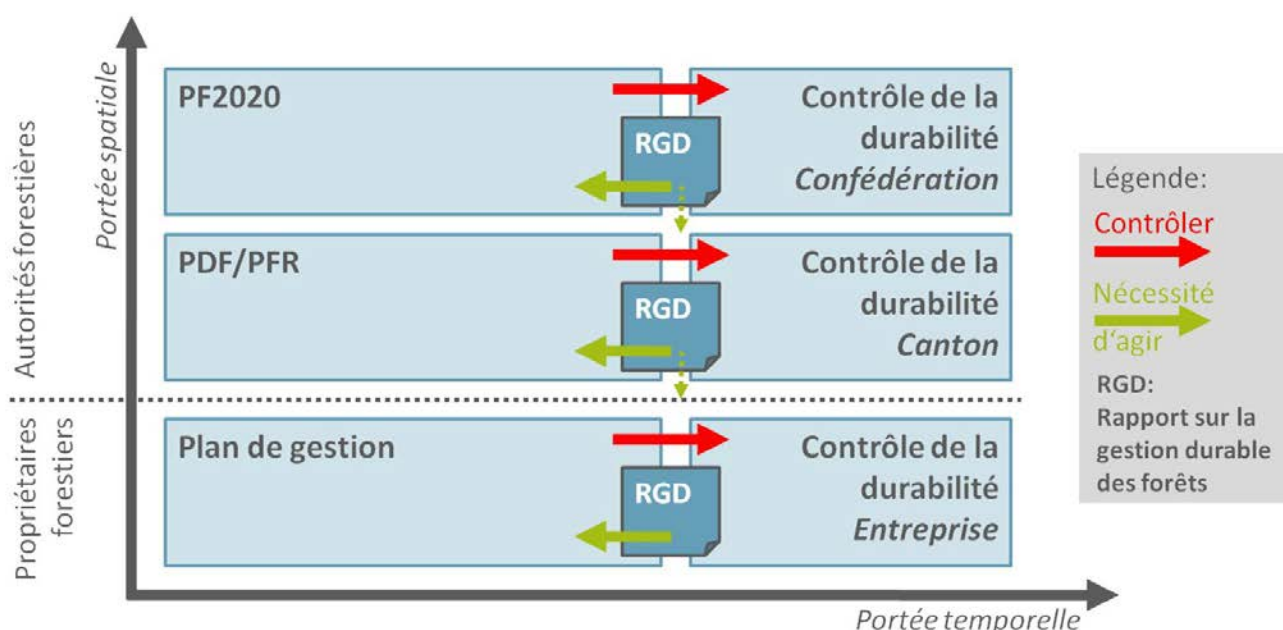 Portée spatiale
Autorités forestières
Propriétaires
forestiers
PF2020
RGD
Contrôle de la
durabilité
Confédération
PDF/PFR
RGD
Contrôle de la
durabilité
Canton
Plan de gestion
RGD
Contrôle de la
durabilité
Entreprise
Portée temporelle
Légende:
Contrôler
Nécessité
d‘agir
RGD:
Rapport sur la
gestion durable
des forêts